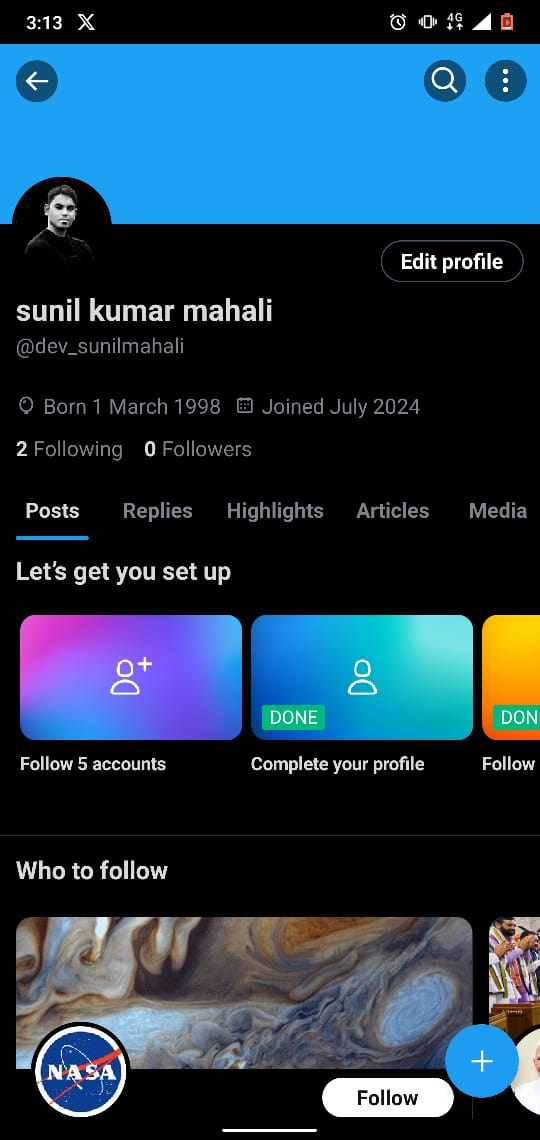 3:13
4G
Edit profile
sunil kumar mahali
@dev_sunilmahali
Born 1 March 1998 Joined July 2024
2 Following 0 Followers
Posts Replies Highlights Articles Media
Let's get you set up
DONE DON
Follow 5 accounts Complete your profile Follow
Who to follow
NASA
Follow